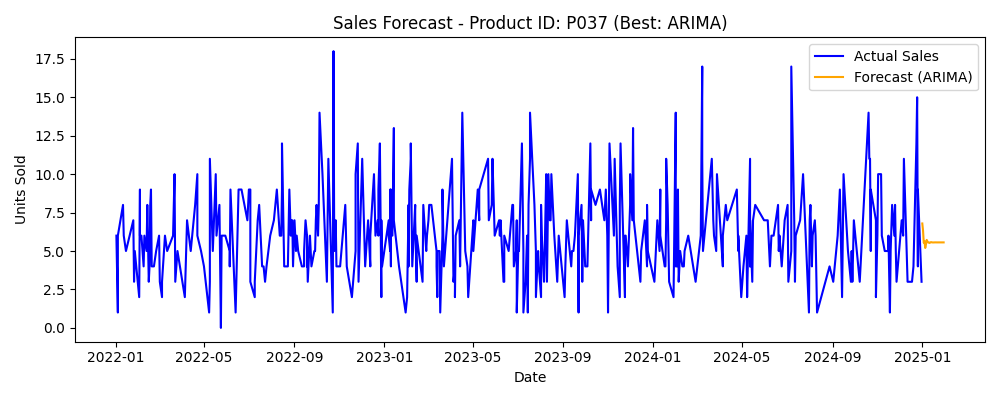 Sales Forecast - Product ID: P037 (Best: ARIMA)
Actual Sales
Forecast (ARIMA)
Units Sold
17.5
15.0
12.5
10.0
7.5
5.0
2.5
0.0
2022-01 2022-05 2022-09 2023-01 2023-05 2023-09 2024-01 2024-05 2024-09 2025-01
Date